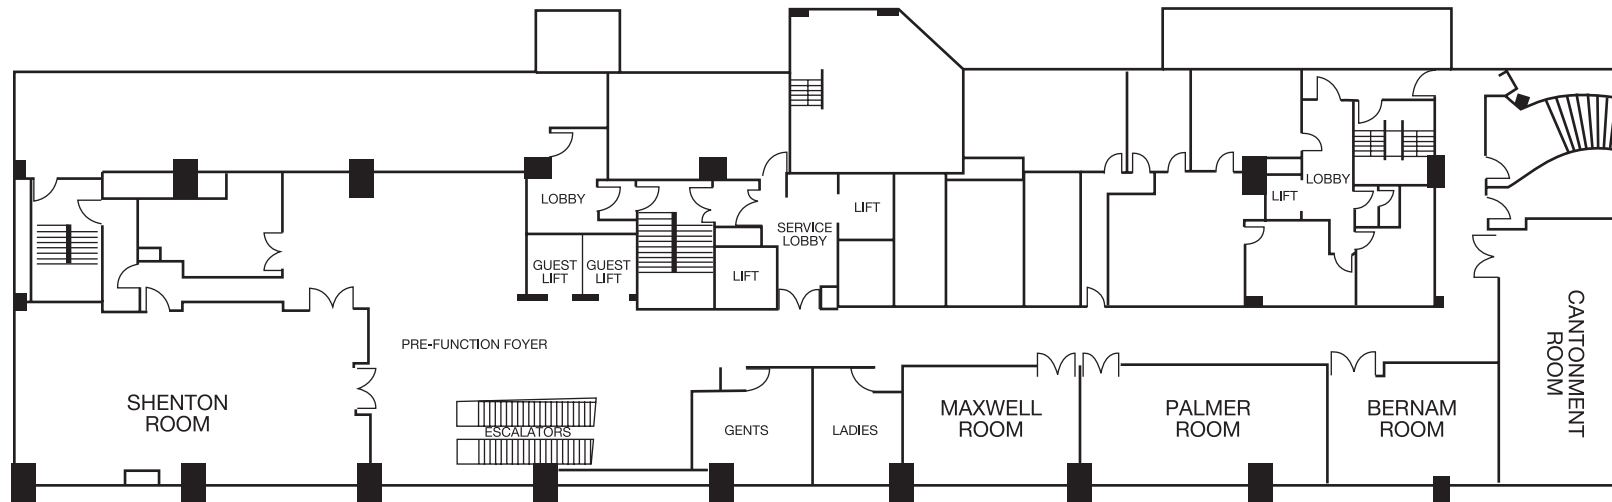 LOBBY
GUEST
LIFT
GUEST
LIFT
LIFT
SERVICE
LOBBY
LIFT
LIFT
LOBBY
PRE-FUNCTION FOYER
SHENTON
ROOM
ESCALATORS
GENTS
LADIES
MAXWELL
ROOM
PALMER
ROOM
BERNAM
ROOM
CANTONMENT
ROOM